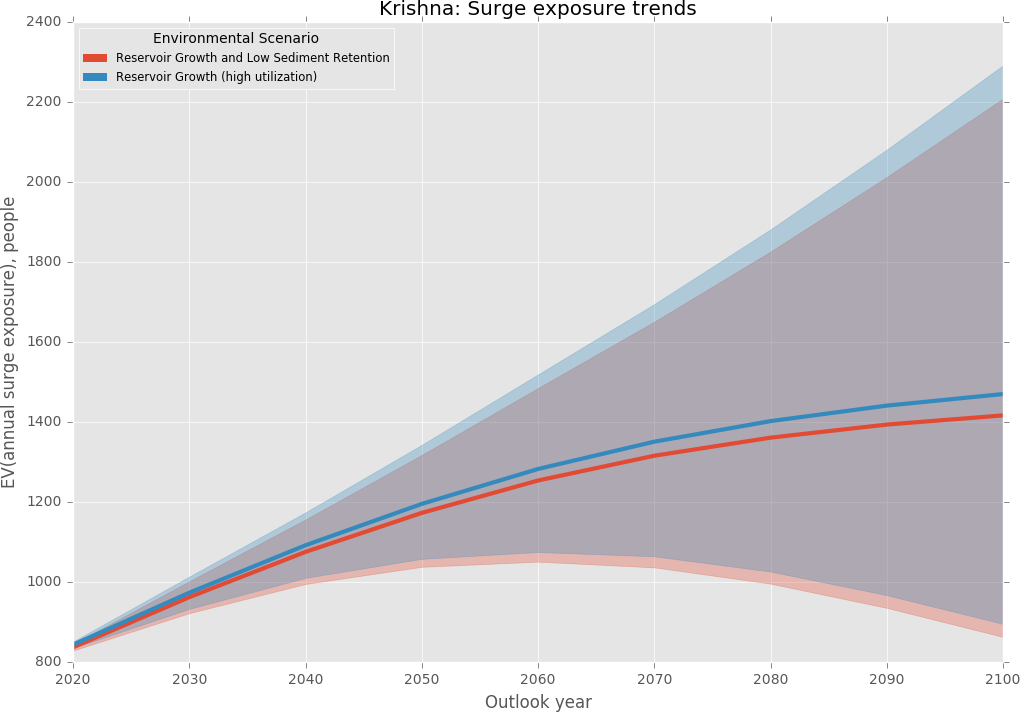 Krishna: Surge exposure trends
2400
2200
2000
1800
1600
1400
1200
1000
800
EV(annual surge exposure), people
Environmental Scenario
Reservoir Growth and Low Sediment Retention
Reservoir Growth (high utilization)
2020 2030 2040 2050 2060 2070 2080 2090 2100
Outlook year